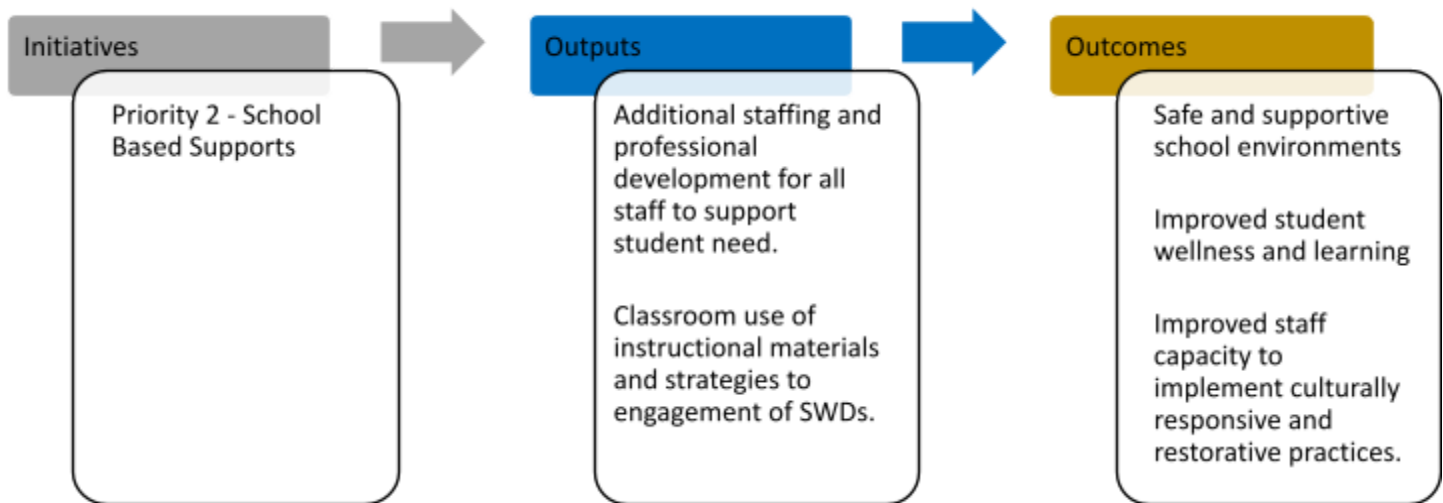 Initiatives
Priority 2 - School
Based Supports
Outputs
Additional staffing and
professional
development for all
staff to support
student need.
Classroom use of
instructional materials
and strategies to
engagement of SWDs.
Outcomes
Safe and supportive
school environments
Improved student
wellness and learning
Improved staff
capacity to
implement culturally
responsive and
restorative practices.